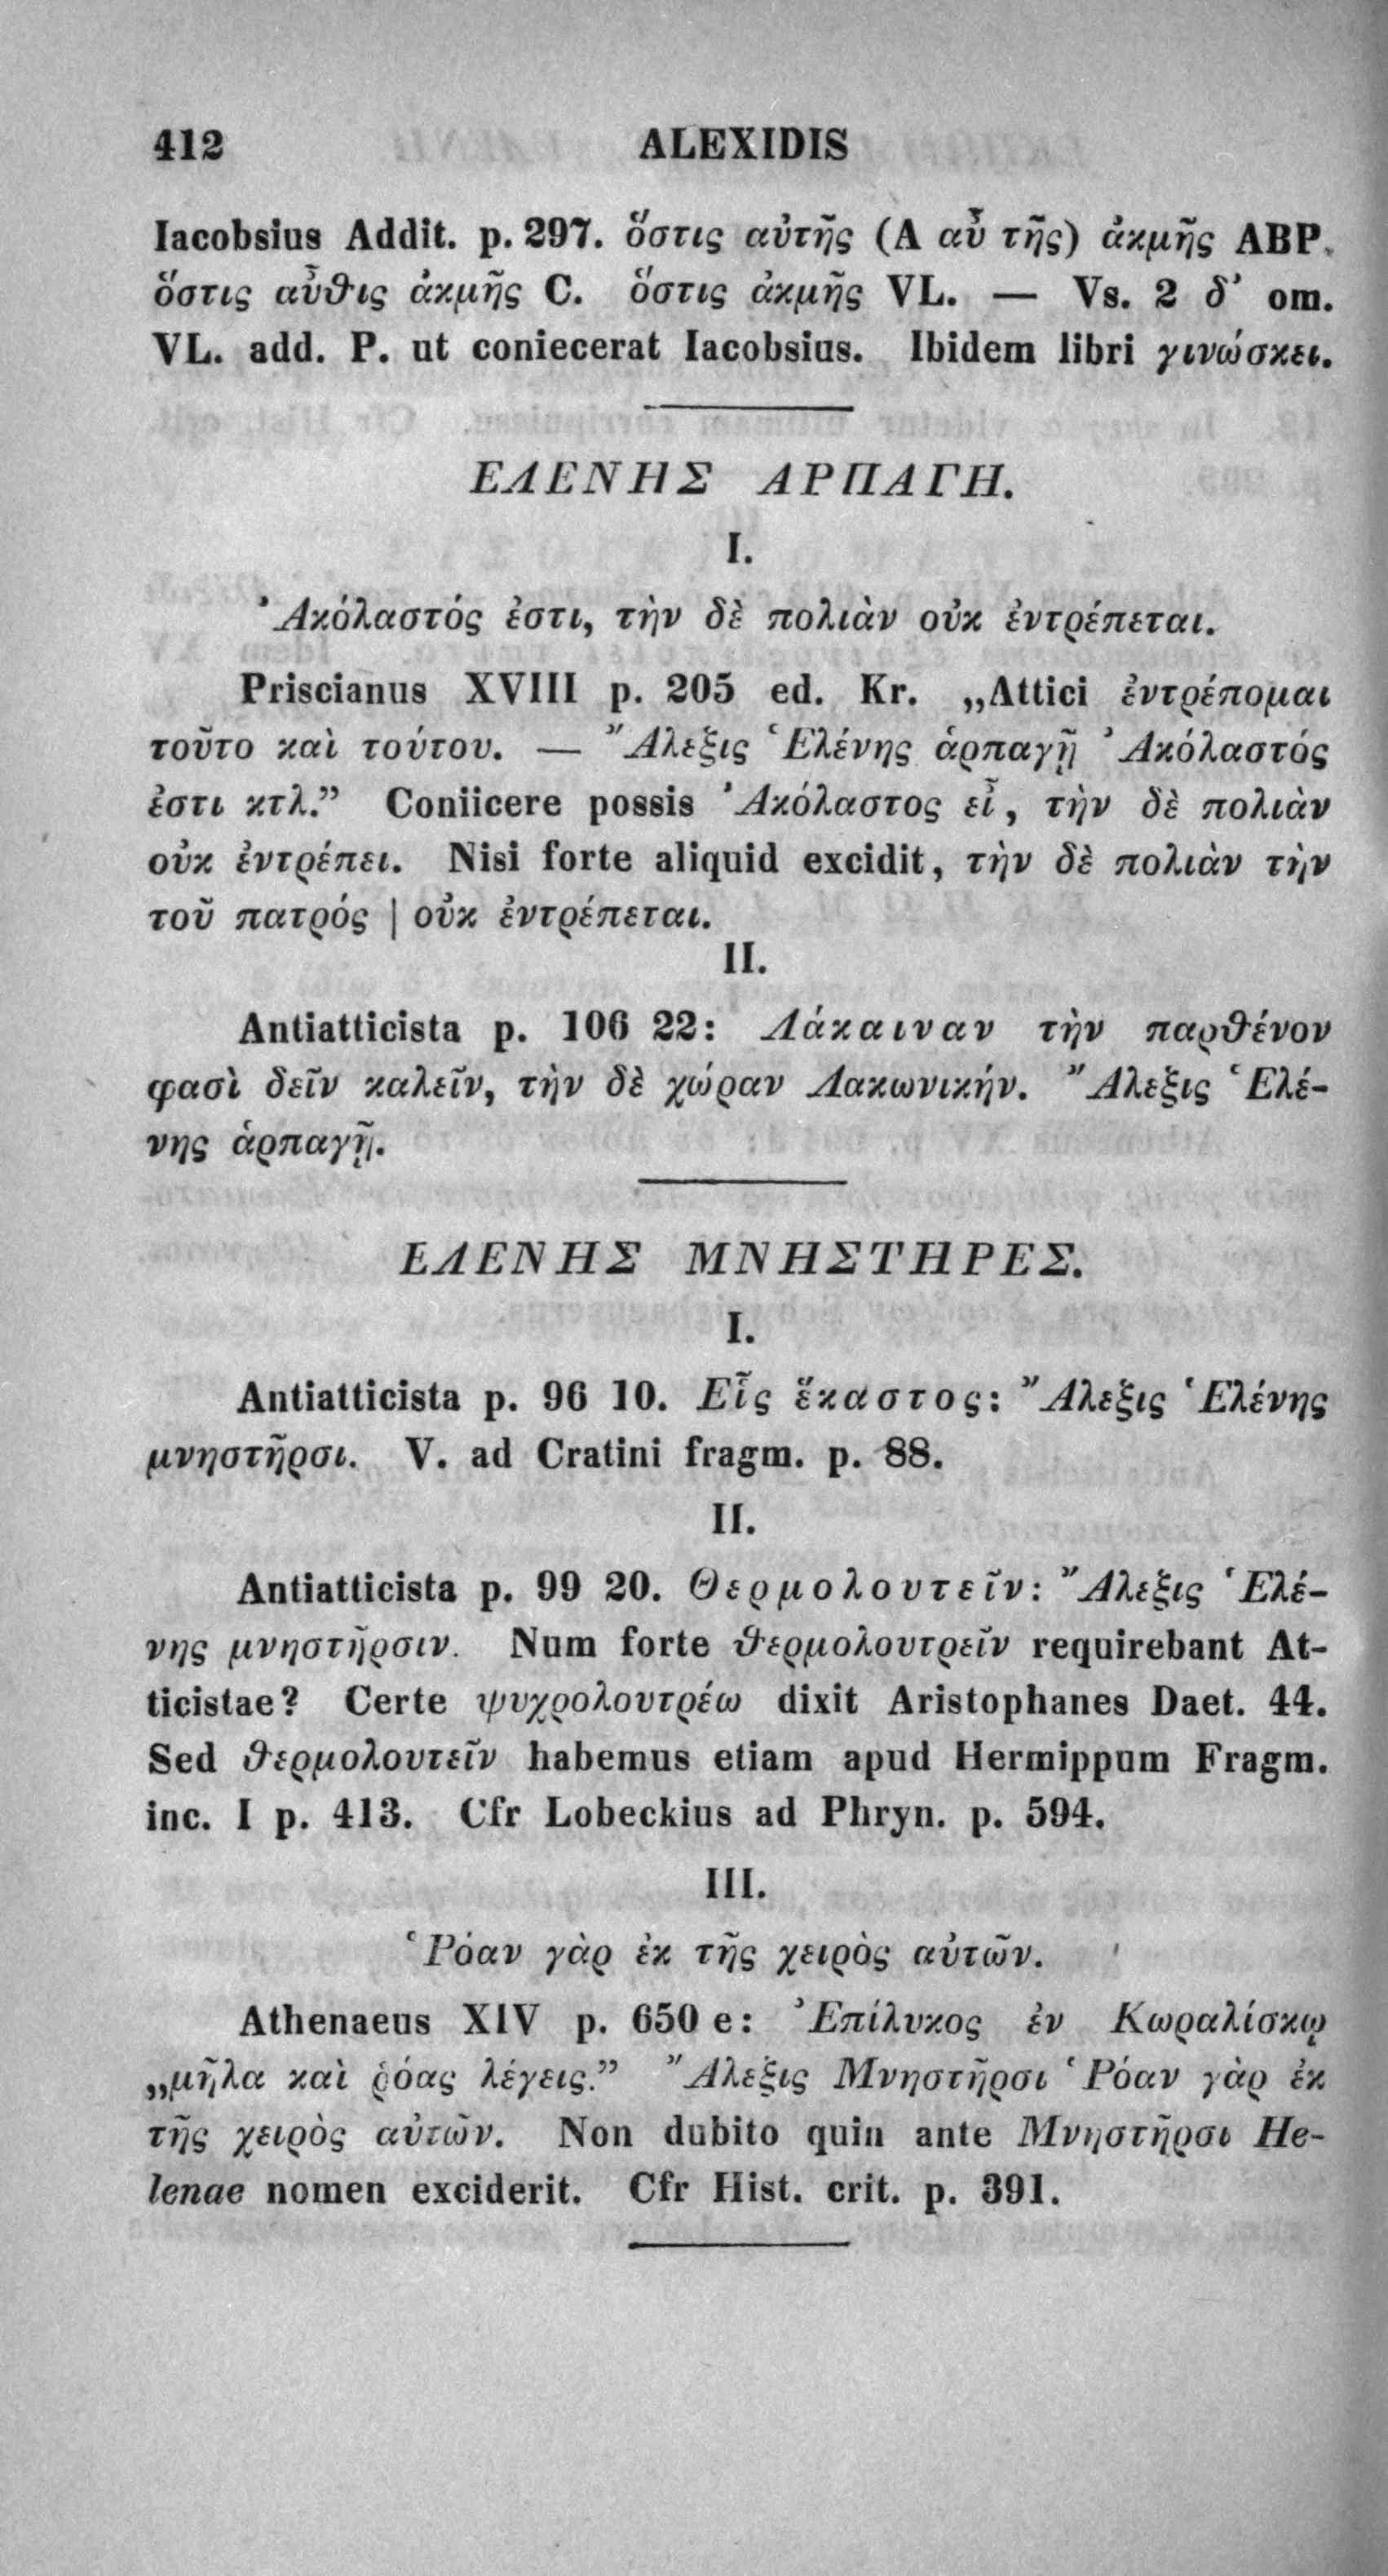 412 ALEXIDIS
Iacobsius Addit. p. 297. ὅστις αὐτῆς (A αὖ τῆς) ἀκμῆς ABP.
ὅστις αὖθις ἀκμῆς C. ὅστις ἀκμῆς VL. — Vs. 2 δ’ om.
VL. add. P. ut coniecerat Iacobsius. Ibidem libri γινώσκει.
ΕΛΕΝΗΣ ΑΡΠΑΓΗ.
I.
Ἀκόλαστός ἐστι, τὴν δὲ πολιὰν οὐκ ἐντρέπεται.
Priscianus XVIII p. 205 ed. Kr. „Attici ἐντρέπομαι
τοῦτο καὶ τούτου. — Ἄλεξις Ἑλένης ἁρπαγῇ Ἀκόλαστός
ἐστι κτλ.” Coniicere possis Ἀκόλαστος εἶ, τὴν δὲ πολιὰν
οὐκ ἐντρέπει. Nisi forte aliquid excidit, τὴν δὲ πολιὰν τὴν
τοῦ πατρός | οὐκ ἐντρέπεται.
II.
Antiatticista p. 106 22: Λάκαιναν τὴν παρθένον
φασὶ δεῖν καλεῖν, τὴν δὲ χώραν Λακωνικήν. Ἄλεξις Ἑλέ-
νης ἁρπαγῇ.
ΕΛΕΝΗΣ ΜΝΗΣΤΗΡΕΣ.
I.
Antiatticista p. 96 10. Εἷς ἕκαστος: Ἄλεξις Ἑλένης
μνηστῆρσι. V. ad Cratini fragm. p. 88.
II.
Antiatticista p. 99 20. Θερμολουτεῖν: Ἄλεξις Ἑλέ-
νης μνηστῆρσιν. Num forte θερμολουτρεῖν requirebant At-
ticistae? Certe ψυχρολουτρέω dixit Aristophanes Daet. 44.
Sed θερμολουτεῖν habemus etiam apud Hermippum Fragm.
inc. I p. 413. Cfr Lobeckius ad Phryn. p. 594.
III.
Ῥόαν γὰρ ἐκ τῆς χειρὸς αὐτῶν.
Athenaeus XIV p. 650 e: Ἐπίλυκος ἐν Κωραλίσκῳ
„μῆλα καὶ ῥόας λέγεις.” Ἄλεξις Μνηστῆρσι Ῥόαν γὰρ ἐκ
τῆς χειρὸς αὐτῶν. Non dubito quin ante Μνηστῆρσι He-
lenae nomen exciderit. Cfr Hist. crit. p. 391.